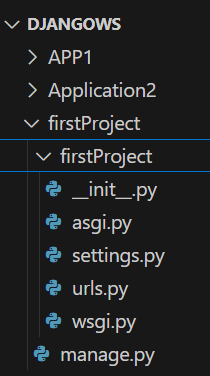 DJANGOWS
APP1
Application2
firstProject
firstProject
__init__.py
asgi.py
settings.py
urls.py
wsgi.py
manage.py